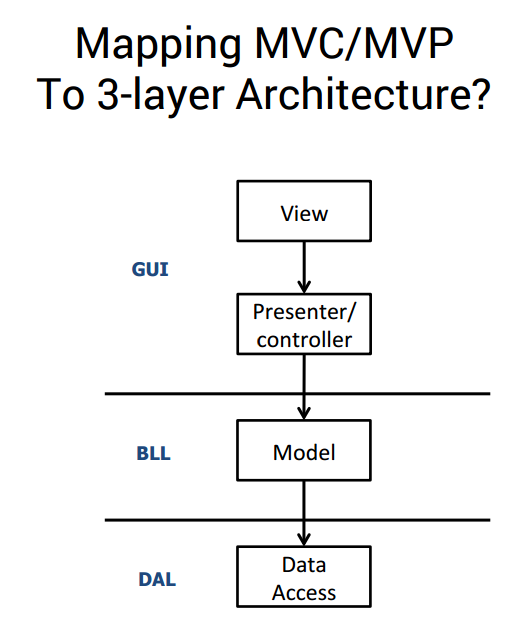 Mapping MVC/MVP
To 3-layer Architecture?
View
GUI
Presenter/
controller
BLL
Model
Data
Access
DAL